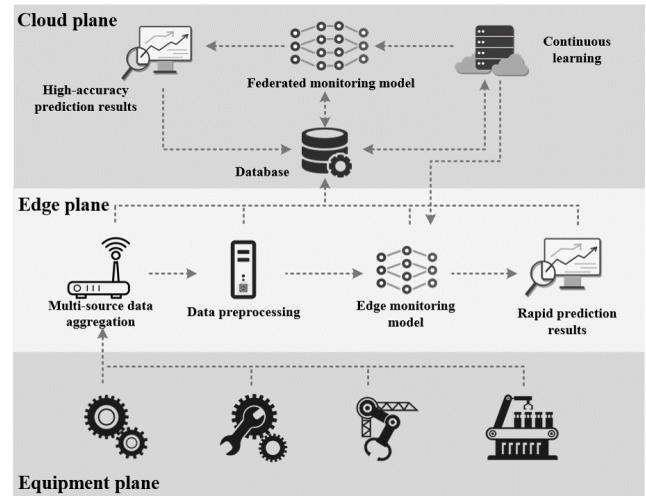 Cloud plane
Continuous
learning
High-accuracy
prediction results
Federated monitoring model
Database
Edge plane
Multi-source data
aggregation
Data preprocessing
Edge monitoring
model
Rapid prediction
results
Equipment plane